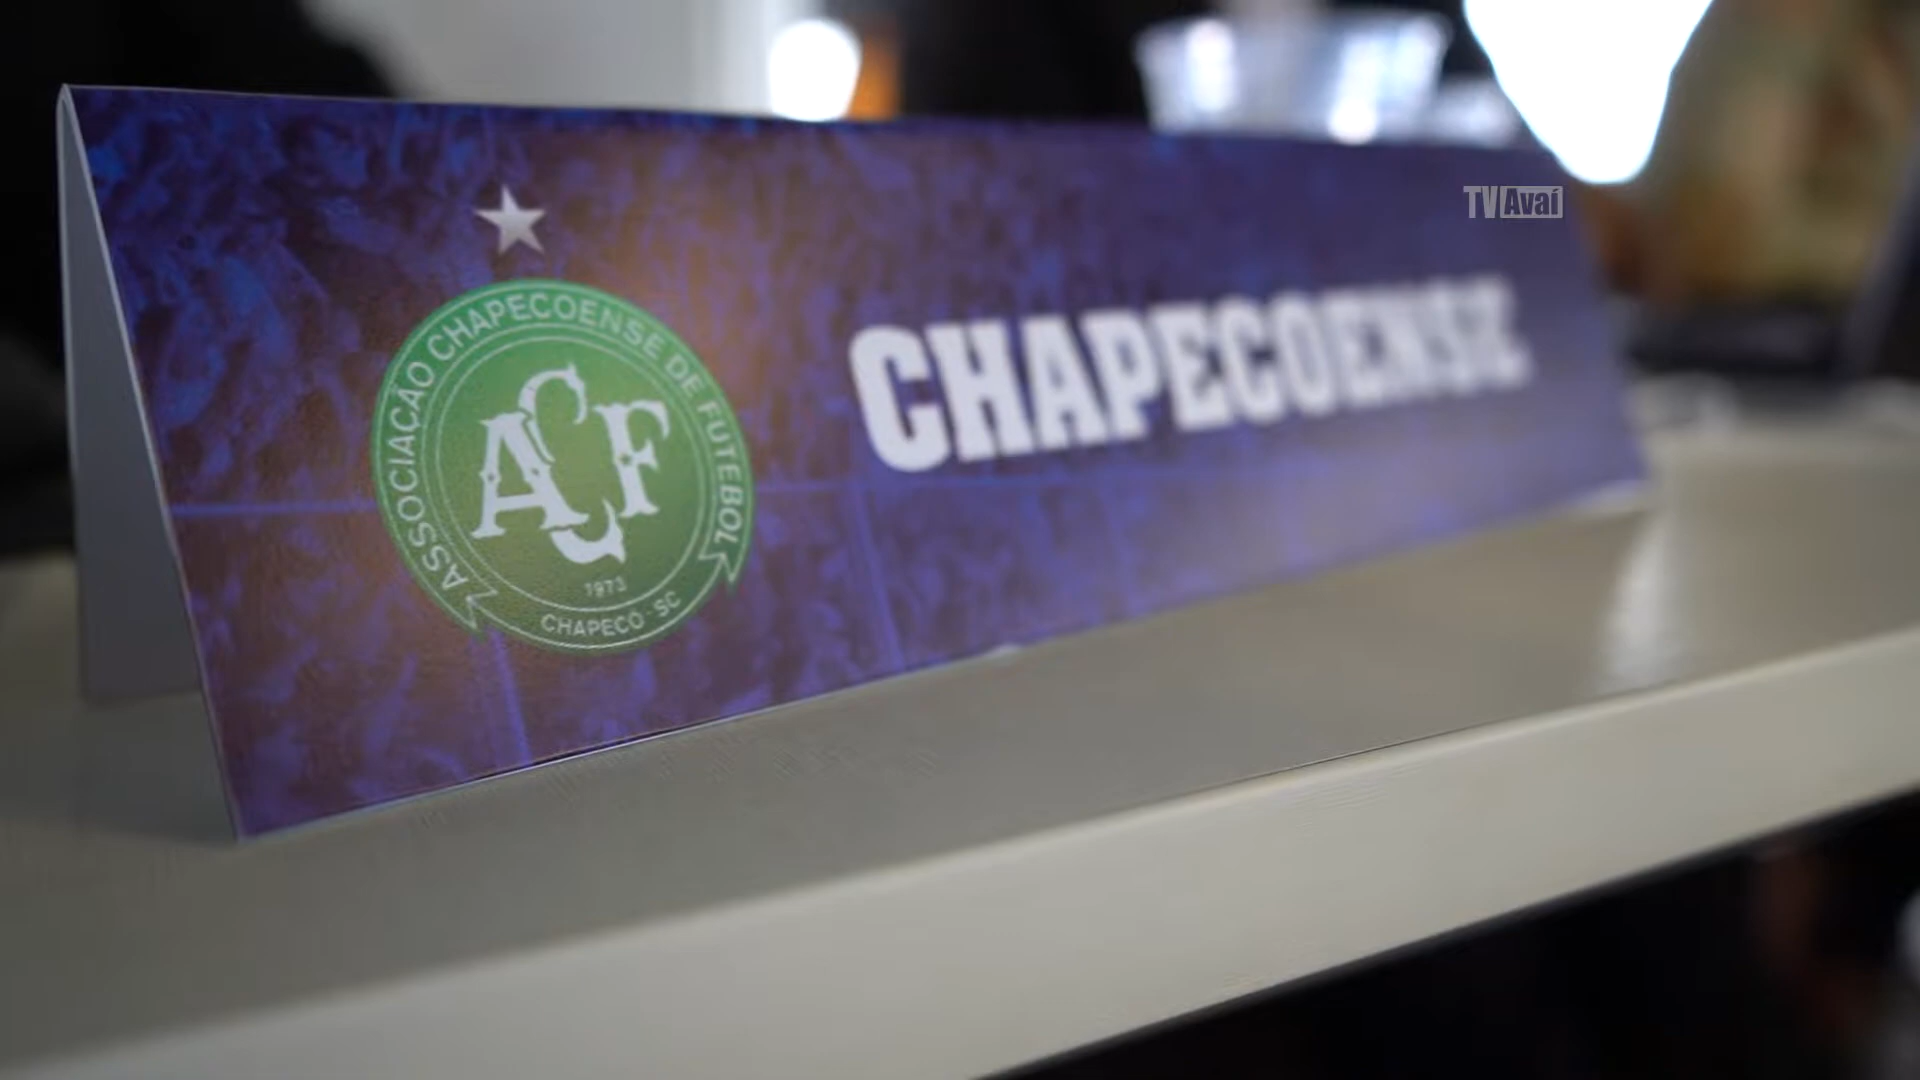 TV Avaí
ASSOCIAÇÃO CHAPECOENSE DE FUTEBOL
ACF
1973
CHAPECÓ - SC
CHAPECOENSE